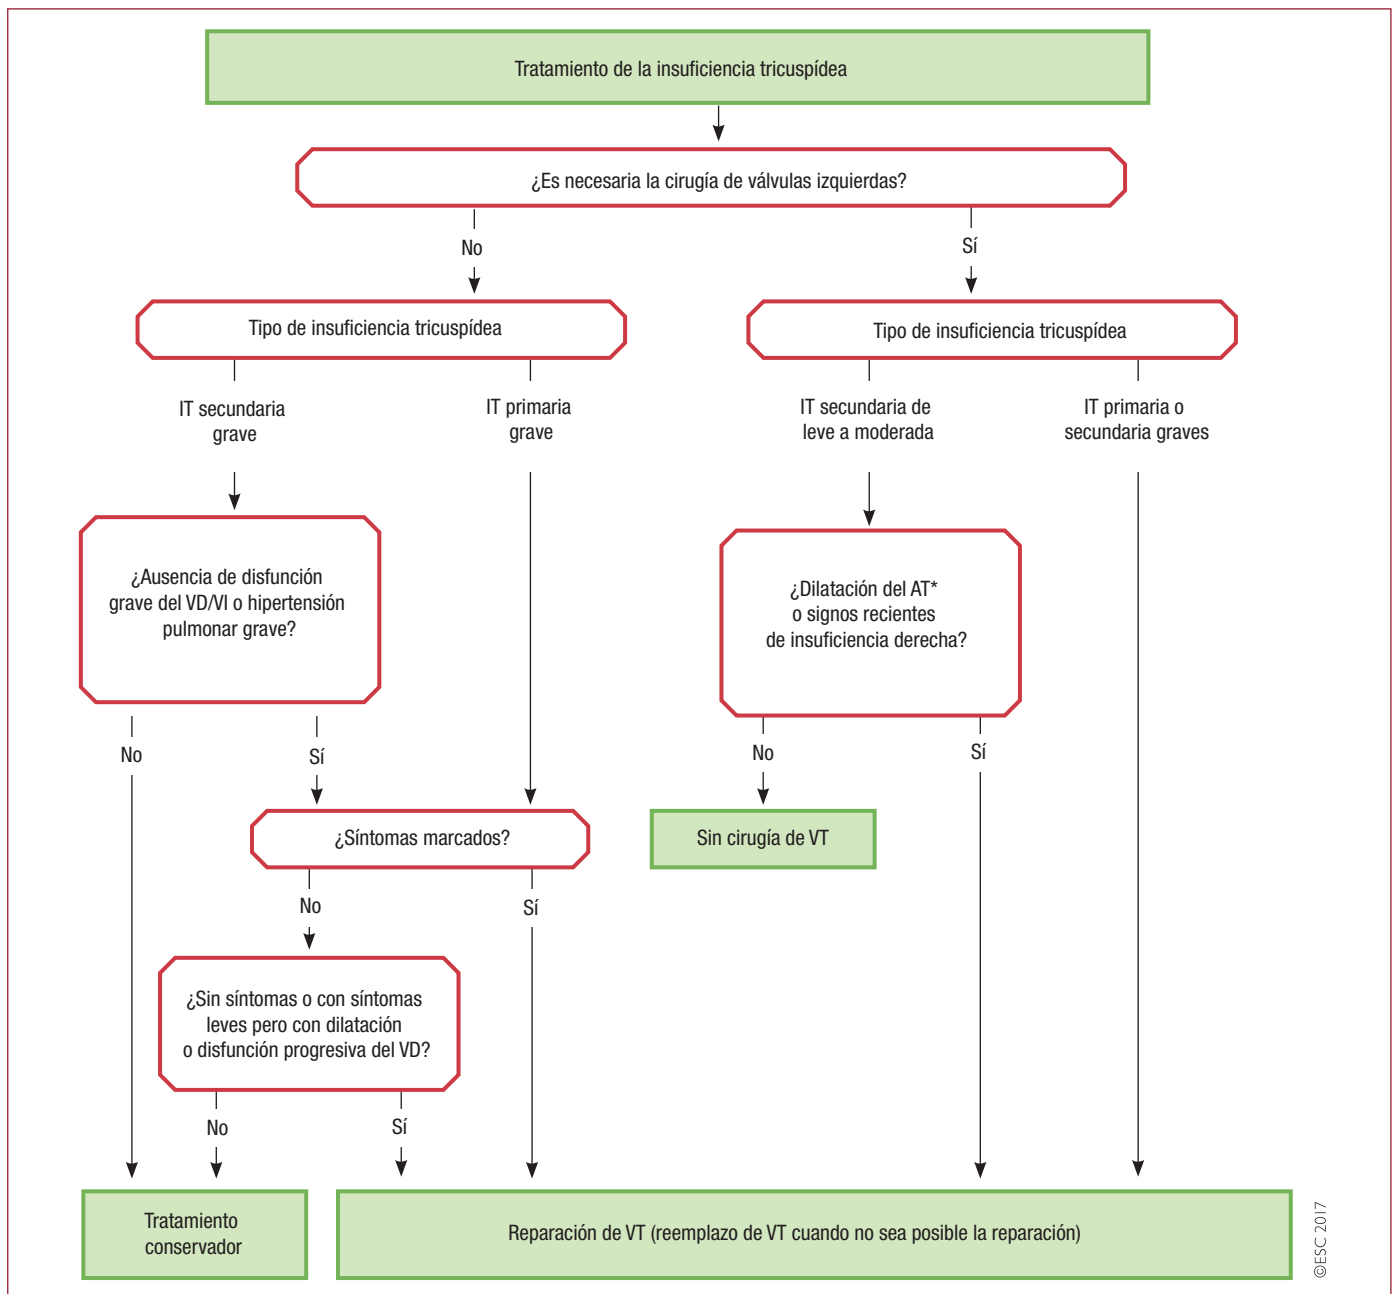 Tratamiento de la insuficiencia tricuspídea
¿Es necesaria la cirugía de válvulas izquierdas?
No
Sí
Tipo de insuficiencia tricuspídea
Tipo de insuficiencia tricuspídea
IT secundaria
grave
IT primaria
grave
IT secundaria de
leve a moderada
IT primaria o
secundaria graves
¿Ausencia de disfunción
grave del VD/VI o hipertensión
pulmonar grave?
¿Dilatación del AT*
o signos recientes
de insuficiencia derecha?
No
Sí
No
Sí
¿Síntomas marcados?
Sin cirugía de VT
No
Sí
¿Sin síntomas o con síntomas
leves pero con dilatación
o disfunción progresiva del VD?
No
Sí
Tratamiento
conservador
Reparación de VT (reemplazo de VT cuando no sea posible la reparación)
©ESC 2017